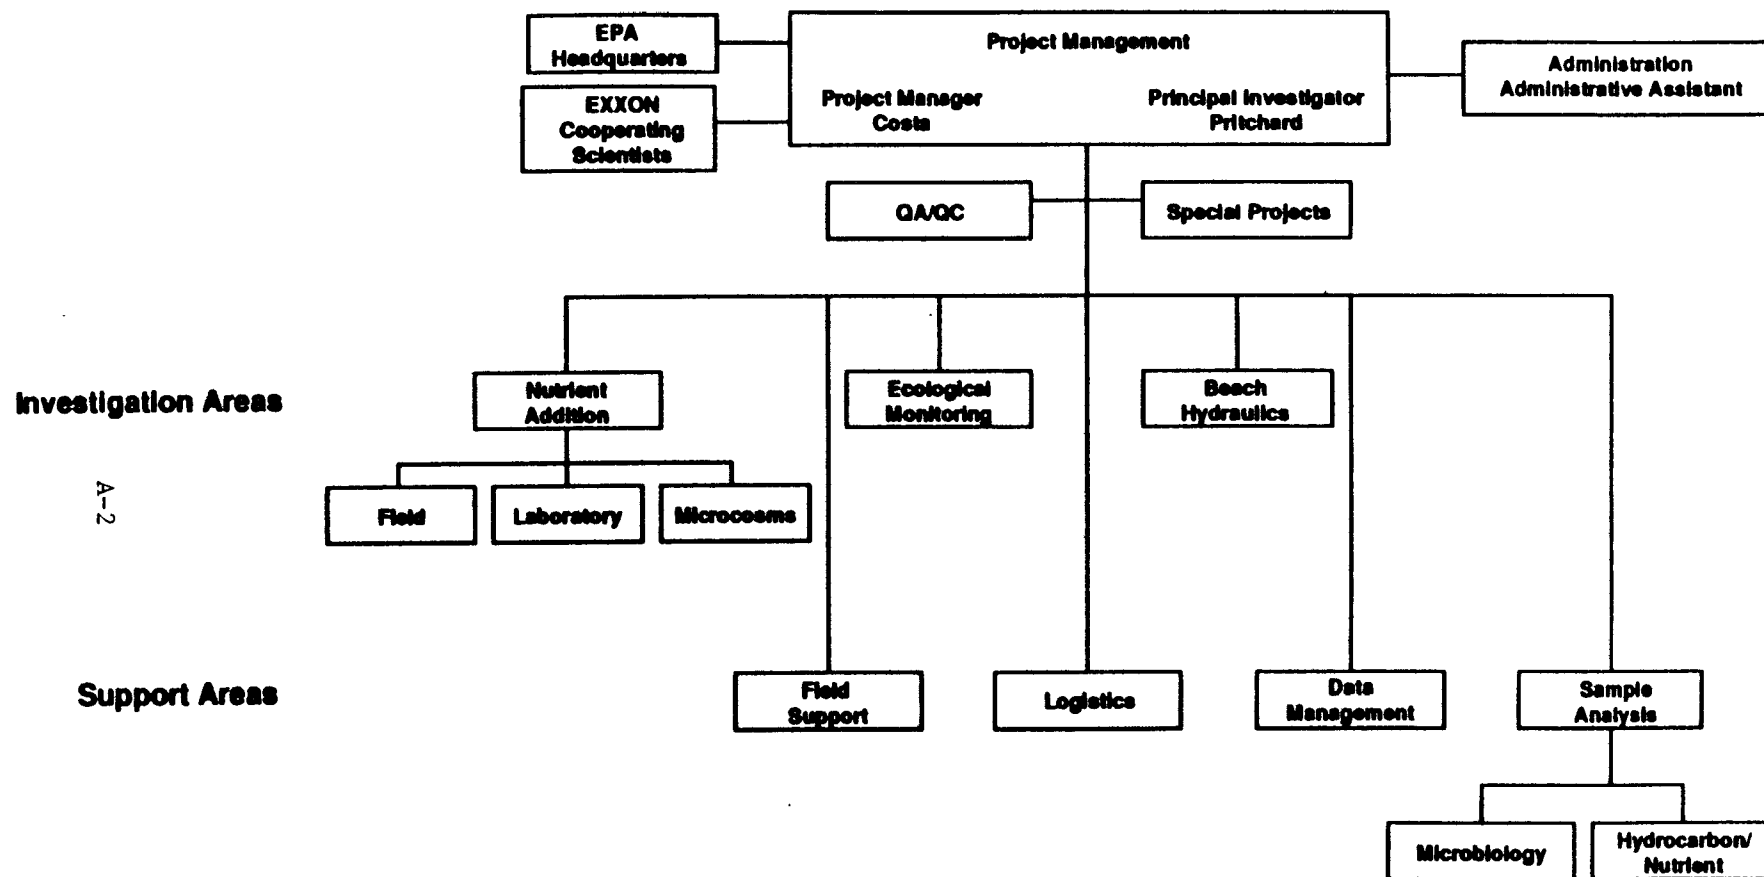 EPA
Headquarters
EXXON
Cooperating
Scientists
Project Management
Project Manager
Costa
Principal Investigator
Pritchard
Administration
Administrative Assistant
QA/QC
Special Projects
Investigation Areas
Nutrient
Addition
Ecological
Monitoring
Beach
Hydraulics
Field
Laboratory
Microcosms
A-2
Support Areas
Field
Support
Logistics
Data
Management
Sample
Analysis
Microbiology
Hydrocarbon/
Nutrient